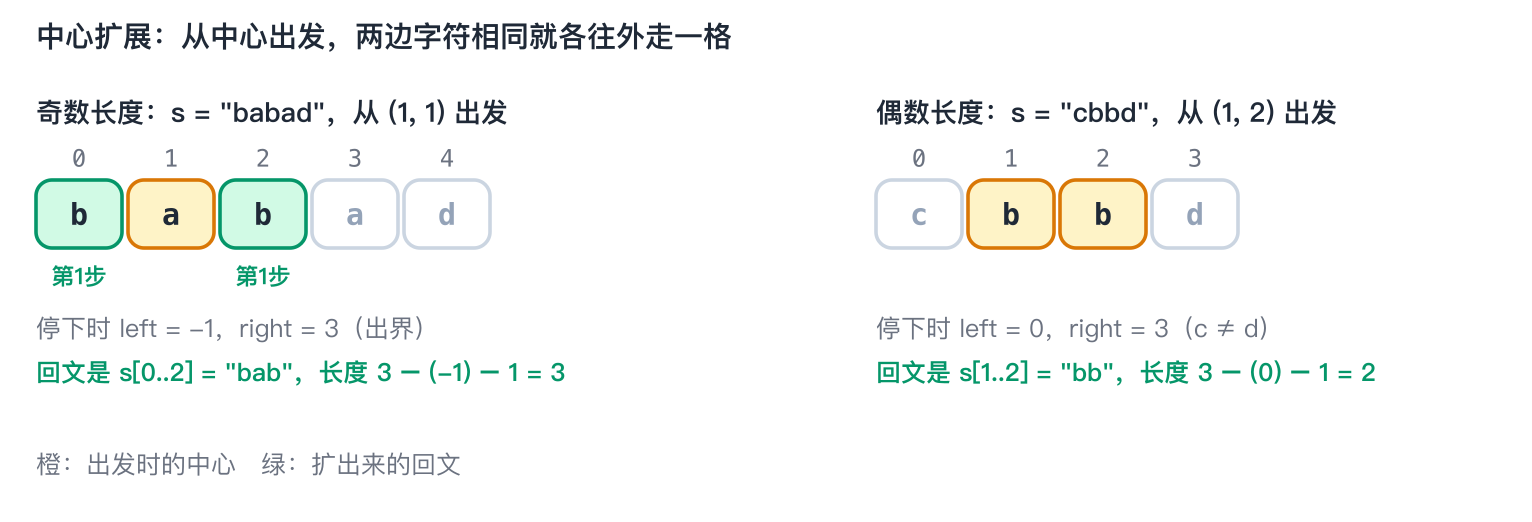 中心扩展：从中心出发，两边字符相同就各往外走一格
奇数长度：s = "babad"，从 (1, 1) 出发
0 1 2 3 4
b a b a d
第1步 第1步
停下时 left = −1，right = 3（出界）
回文是 s[0..2] = "bab"，长度 3 − (−1) − 1 = 3
偶数长度：s = "cbbd"，从 (1, 2) 出发
0 1 2 3
c b b d
停下时 left = 0，right = 3（c ≠ d）
回文是 s[1..2] = "bb"，长度 3 − (0) − 1 = 2
橙：出发时的中心 绿：扩出来的回文